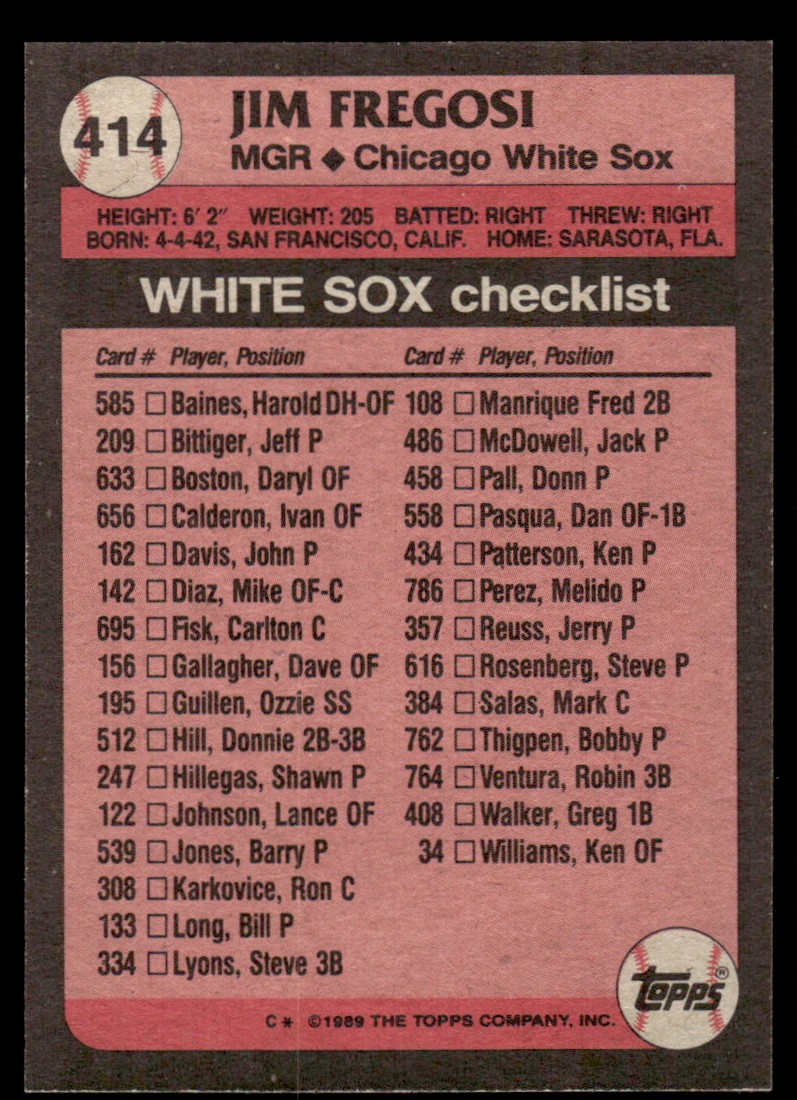 414
JIM FREGOSI
MGR ◆ Chicago White Sox
HEIGHT: 6' 2" WEIGHT: 205 BATTED: RIGHT THREW: RIGHT
BORN: 4-4-42, SAN FRANCISCO, CALIF. HOME: SARASOTA, FLA.
WHITE SOX checklist
Card # Player, Position
585 □ Baines, Harold DH-OF
209 □ Bittiger, Jeff P
633 □ Boston, Daryl OF
656 □ Calderon, Ivan OF
162 □ Davis, John P
142 □ Diaz, Mike OF-C
695 □ Fisk, Carlton C
156 □ Gallagher, Dave OF
195 □ Guillen, Ozzie SS
512 □ Hill, Donnie 2B-3B
247 □ Hillegas, Shawn P
122 □ Johnson, Lance OF
539 □ Jones, Barry P
308 □ Karkovice, Ron C
133 □ Long, Bill P
334 □ Lyons, Steve 3B
Card # Player, Position
108 □ Manrique Fred 2B
486 □ McDowell, Jack P
458 □ Pall, Donn P
558 □ Pasqua, Dan OF-1B
434 □ Patterson, Ken P
786 □ Perez, Melido P
357 □ Reuss, Jerry P
616 □ Rosenberg, Steve P
384 □ Salas, Mark C
762 □ Thigpen, Bobby P
764 □ Ventura, Robin 3B
408 □ Walker, Greg 1B
34 □ Williams, Ken OF
Topps®
C* ©1989 THE TOPPS COMPANY, INC.